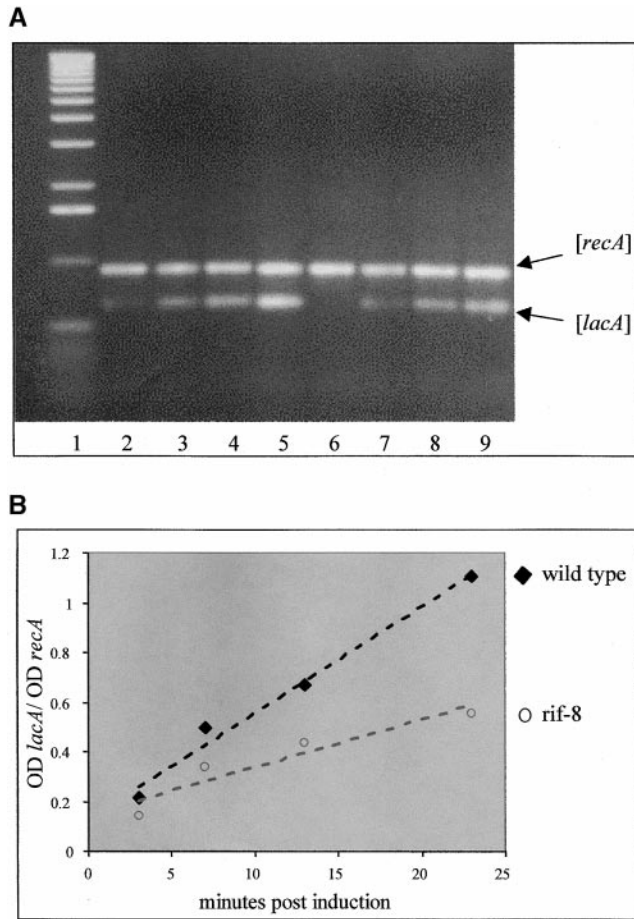 A
[recA]
[lacA]
1 2 3 4 5 6 7 8 9
B
1.2
1
0.8
0.6
0.4
0.2
0
0 5 10 15 20 25
OD lacA/ OD recA
minutes post induction
wild type
rif-8